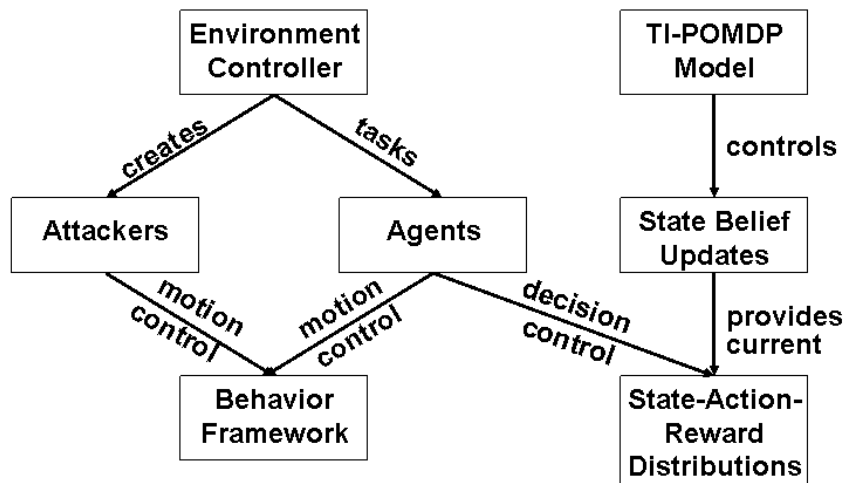 Environment
Controller
TI-POMDP
Model
creates
tasks
controls
Attackers
Agents
State Belief
Updates
motion
control
motion
control
decision
control
provides
current
Behavior
Framework
State-Action-
Reward
Distributions